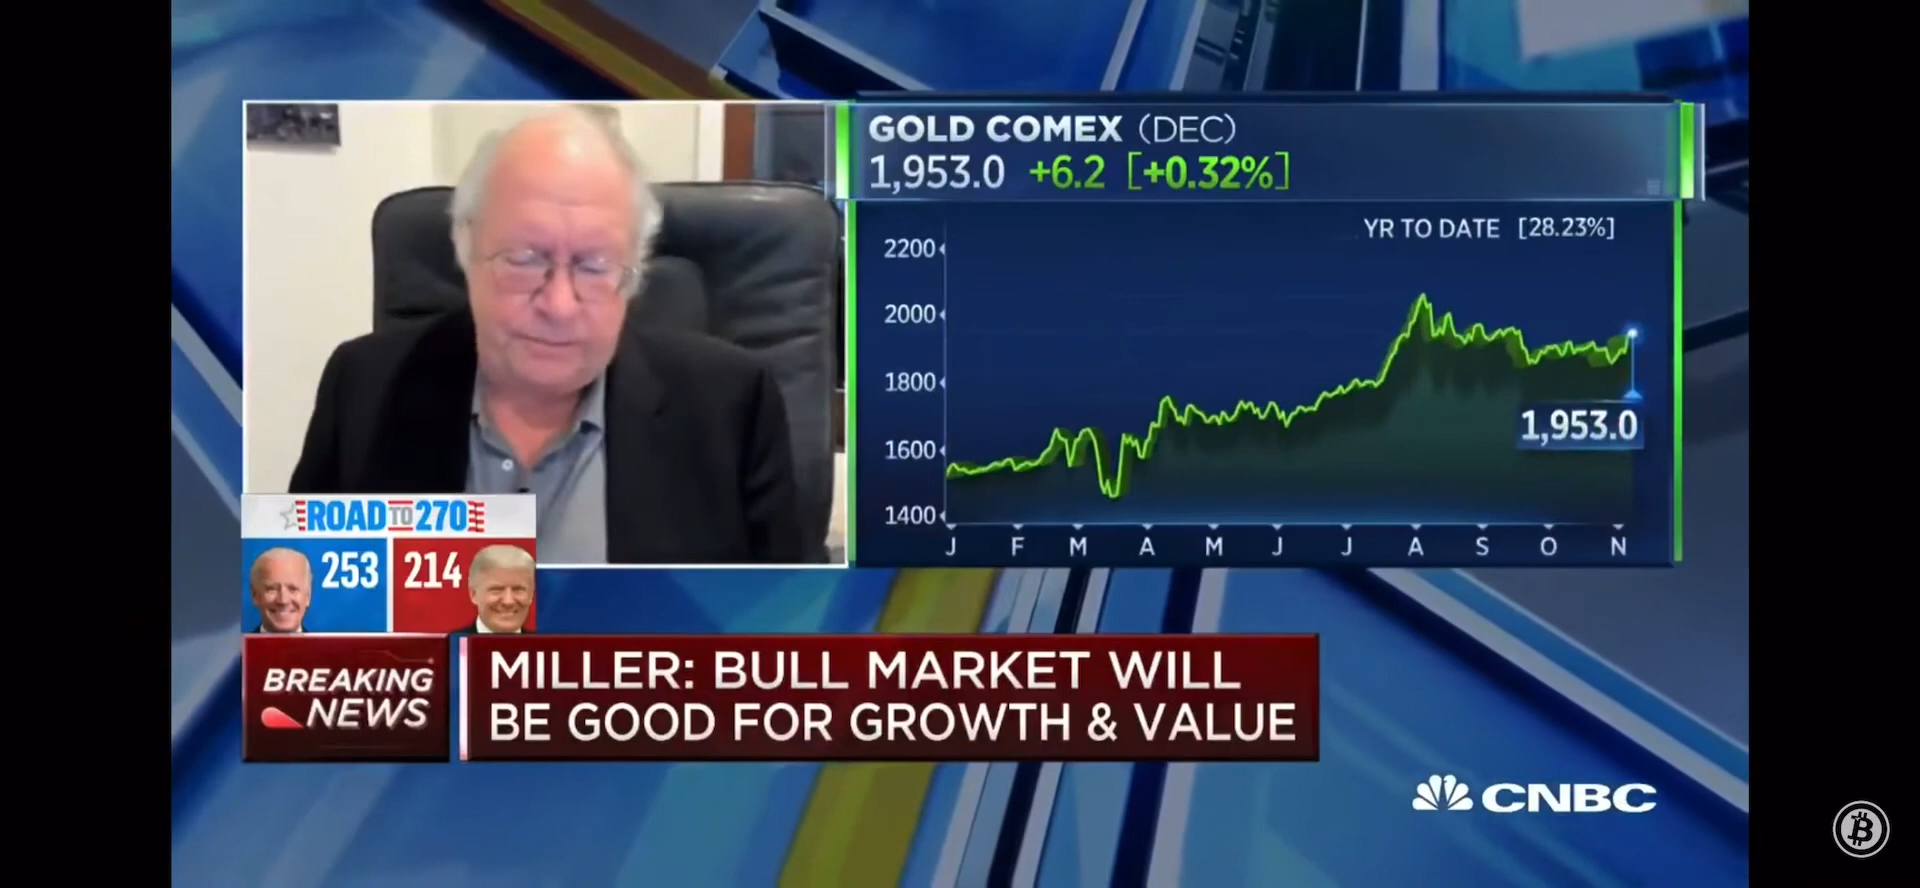 GOLD COMEX (DEC)
1,953.0 +6.2 [+0.32%]
YR TO DATE [28.23%]
2200
2000
1800
1600
1400
1,953.0
J F M A M J J A S O N
ROAD TO 270
253 214
BREAKING
NEWS
MILLER: BULL MARKET WILL
BE GOOD FOR GROWTH & VALUE
CNBC